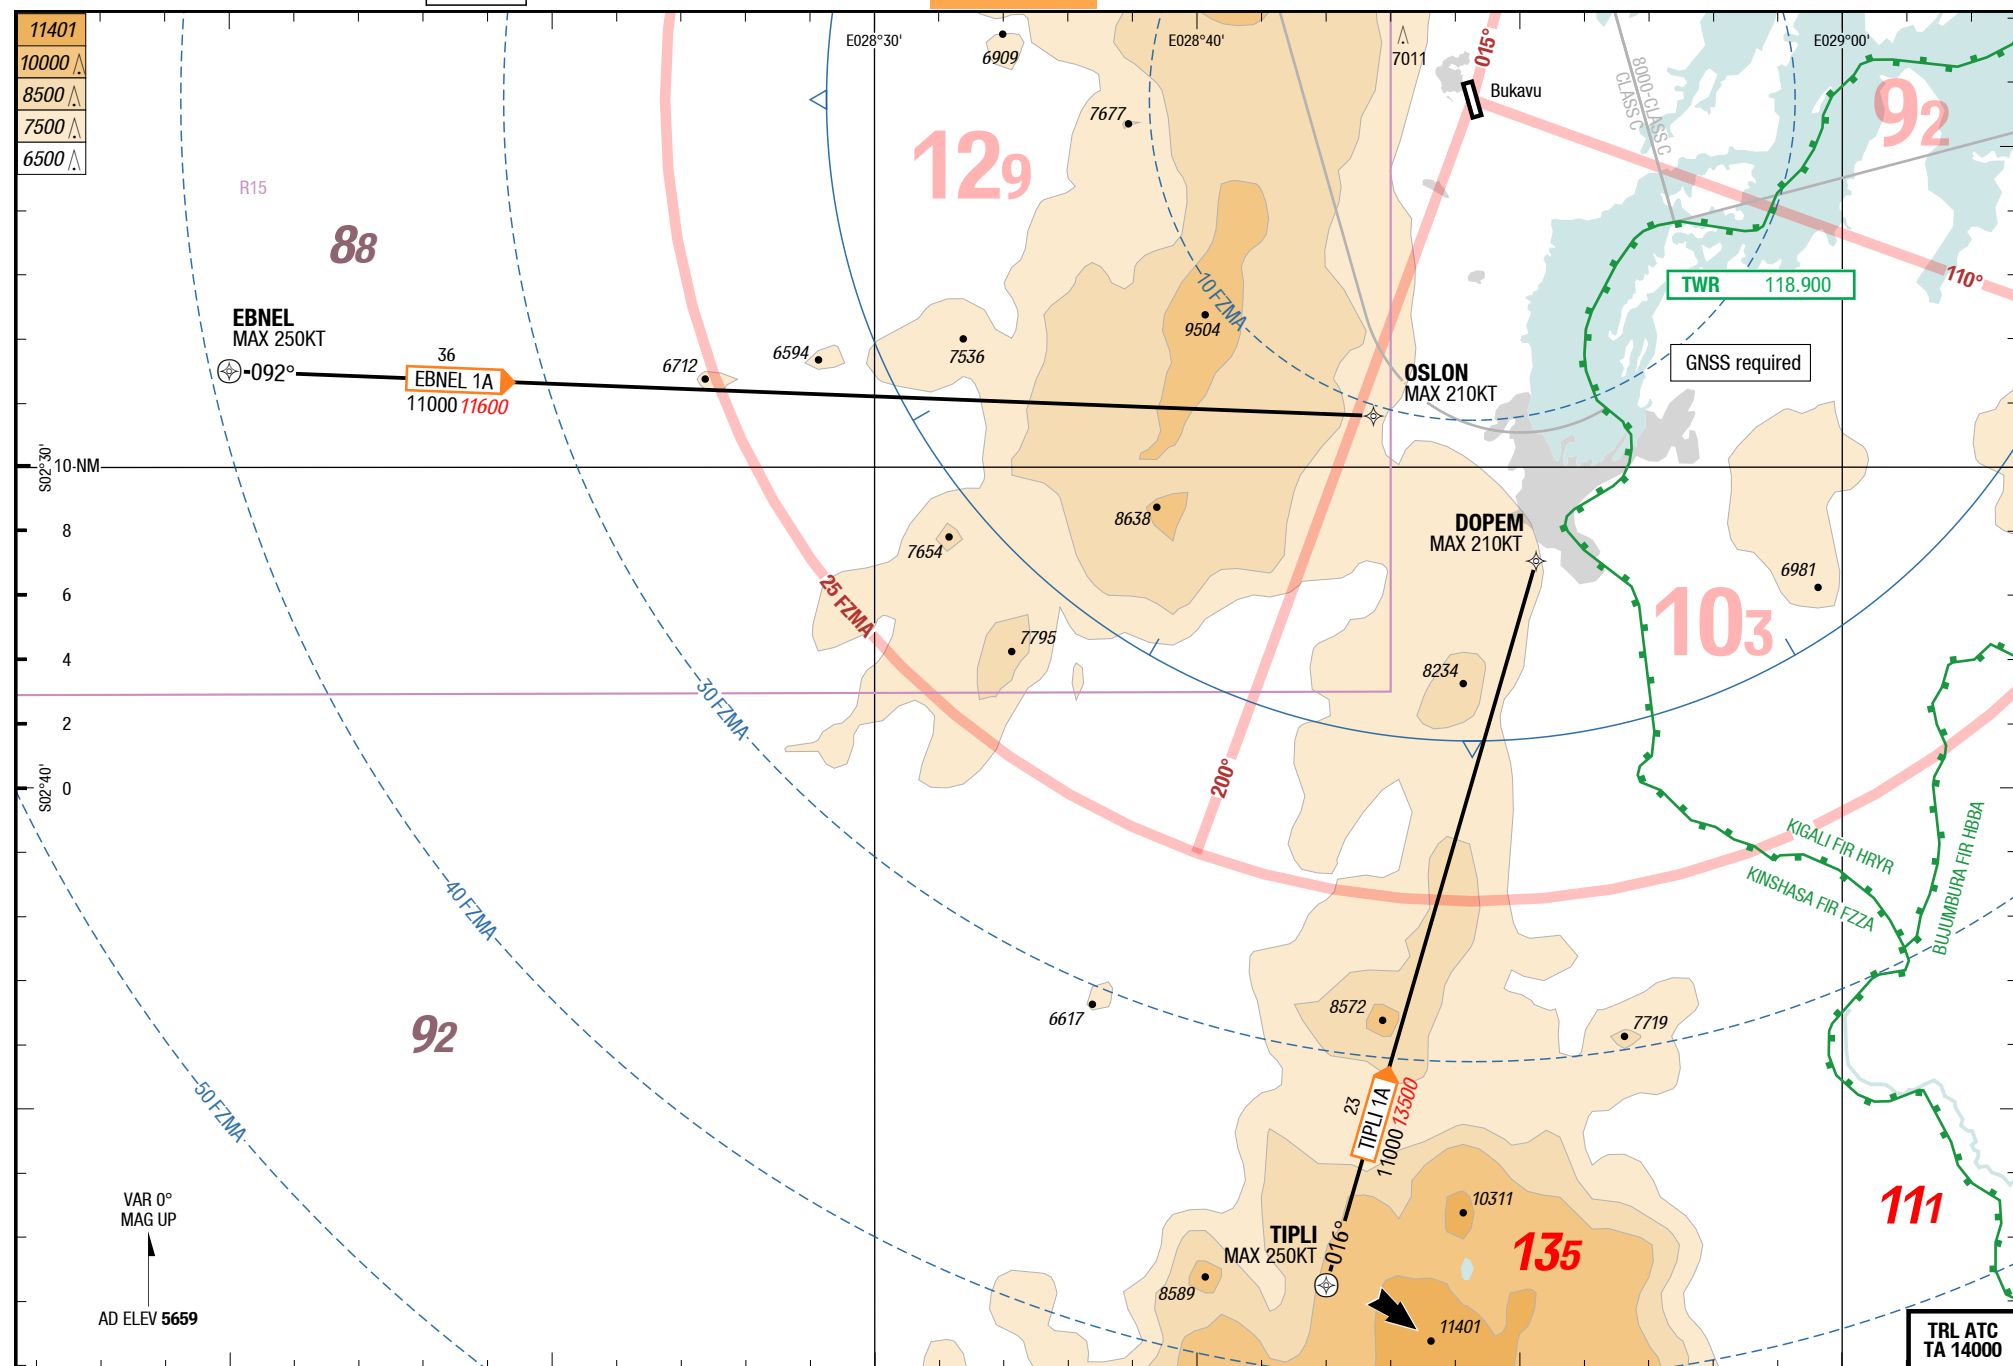 11401
10000
8500
7500
6500
R15
88
EBNEL
MAX 250KT
092°
36
EBNEL 1A
11000 11600
6909
E028°30'
E028°40'
7011
015°
Bukavu
8000-CLASS C
CLASS C
E029°00'
92
129
7677
10 FZMA
9504
TWR 118.900
110°
GNSS required
6712
6594
7536
OSLON
MAX 210KT
S02°30'
10-NM
8
6
4
2
0
S02°40'
7654
8638
DOPEM
MAX 210KT
6981
103
25 FZMA
7795
8234
30 FZMA
200°
40 FZMA
50 FZMA
92
6617
8572
7719
KIGALI FIR HRYR
KINSHASA FIR FZZA
BUJUMBURA FIR HBBA
23
TIPLI 1A
11000 13500
10311
135
111
TIPLI
MAX 250KT
016°
8589
11401
VAR 0°
MAG UP
AD ELEV 5659
TRL ATC
TA 14000